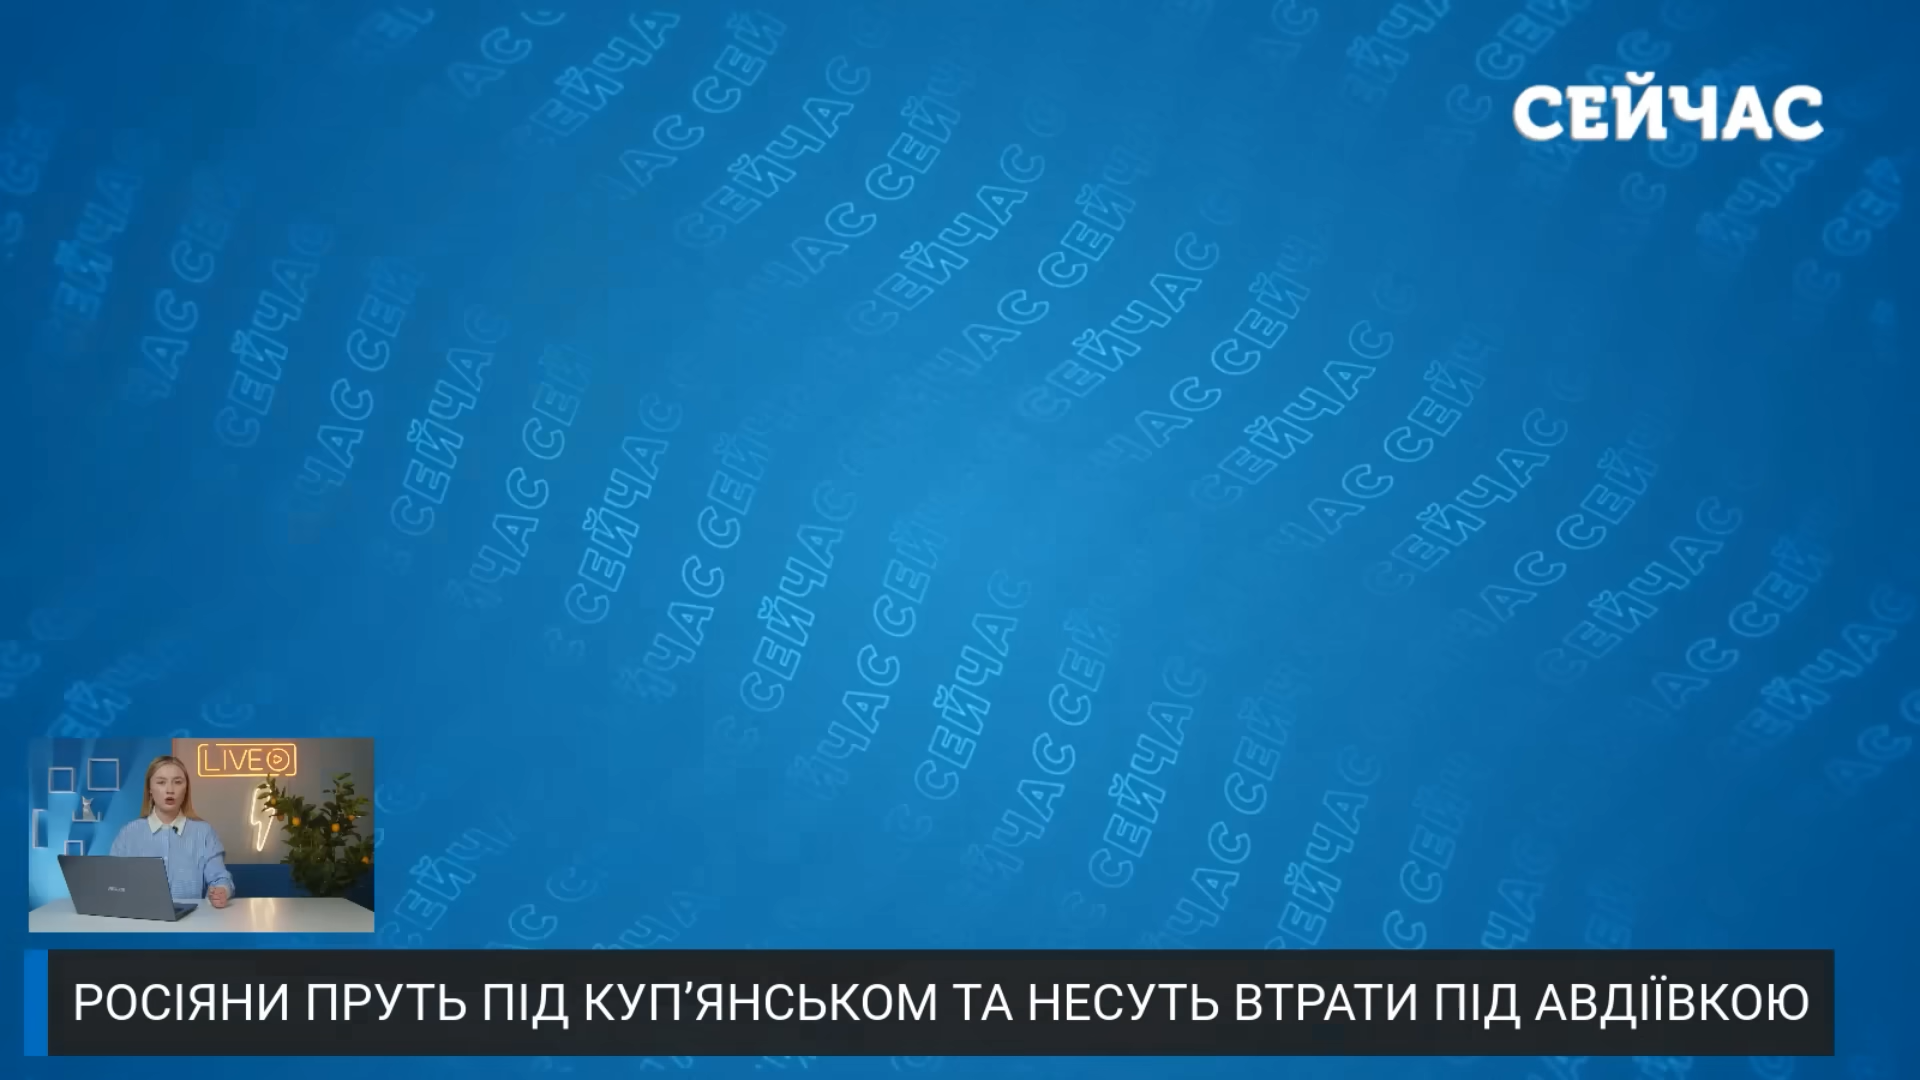 СЕЙЧАС
LIVE
РОСІЯНИ ПРУТЬ ПІД КУП’ЯНСЬКОМ ТА НЕСУТЬ ВТРАТИ ПІД АВДІЇВКОЮ